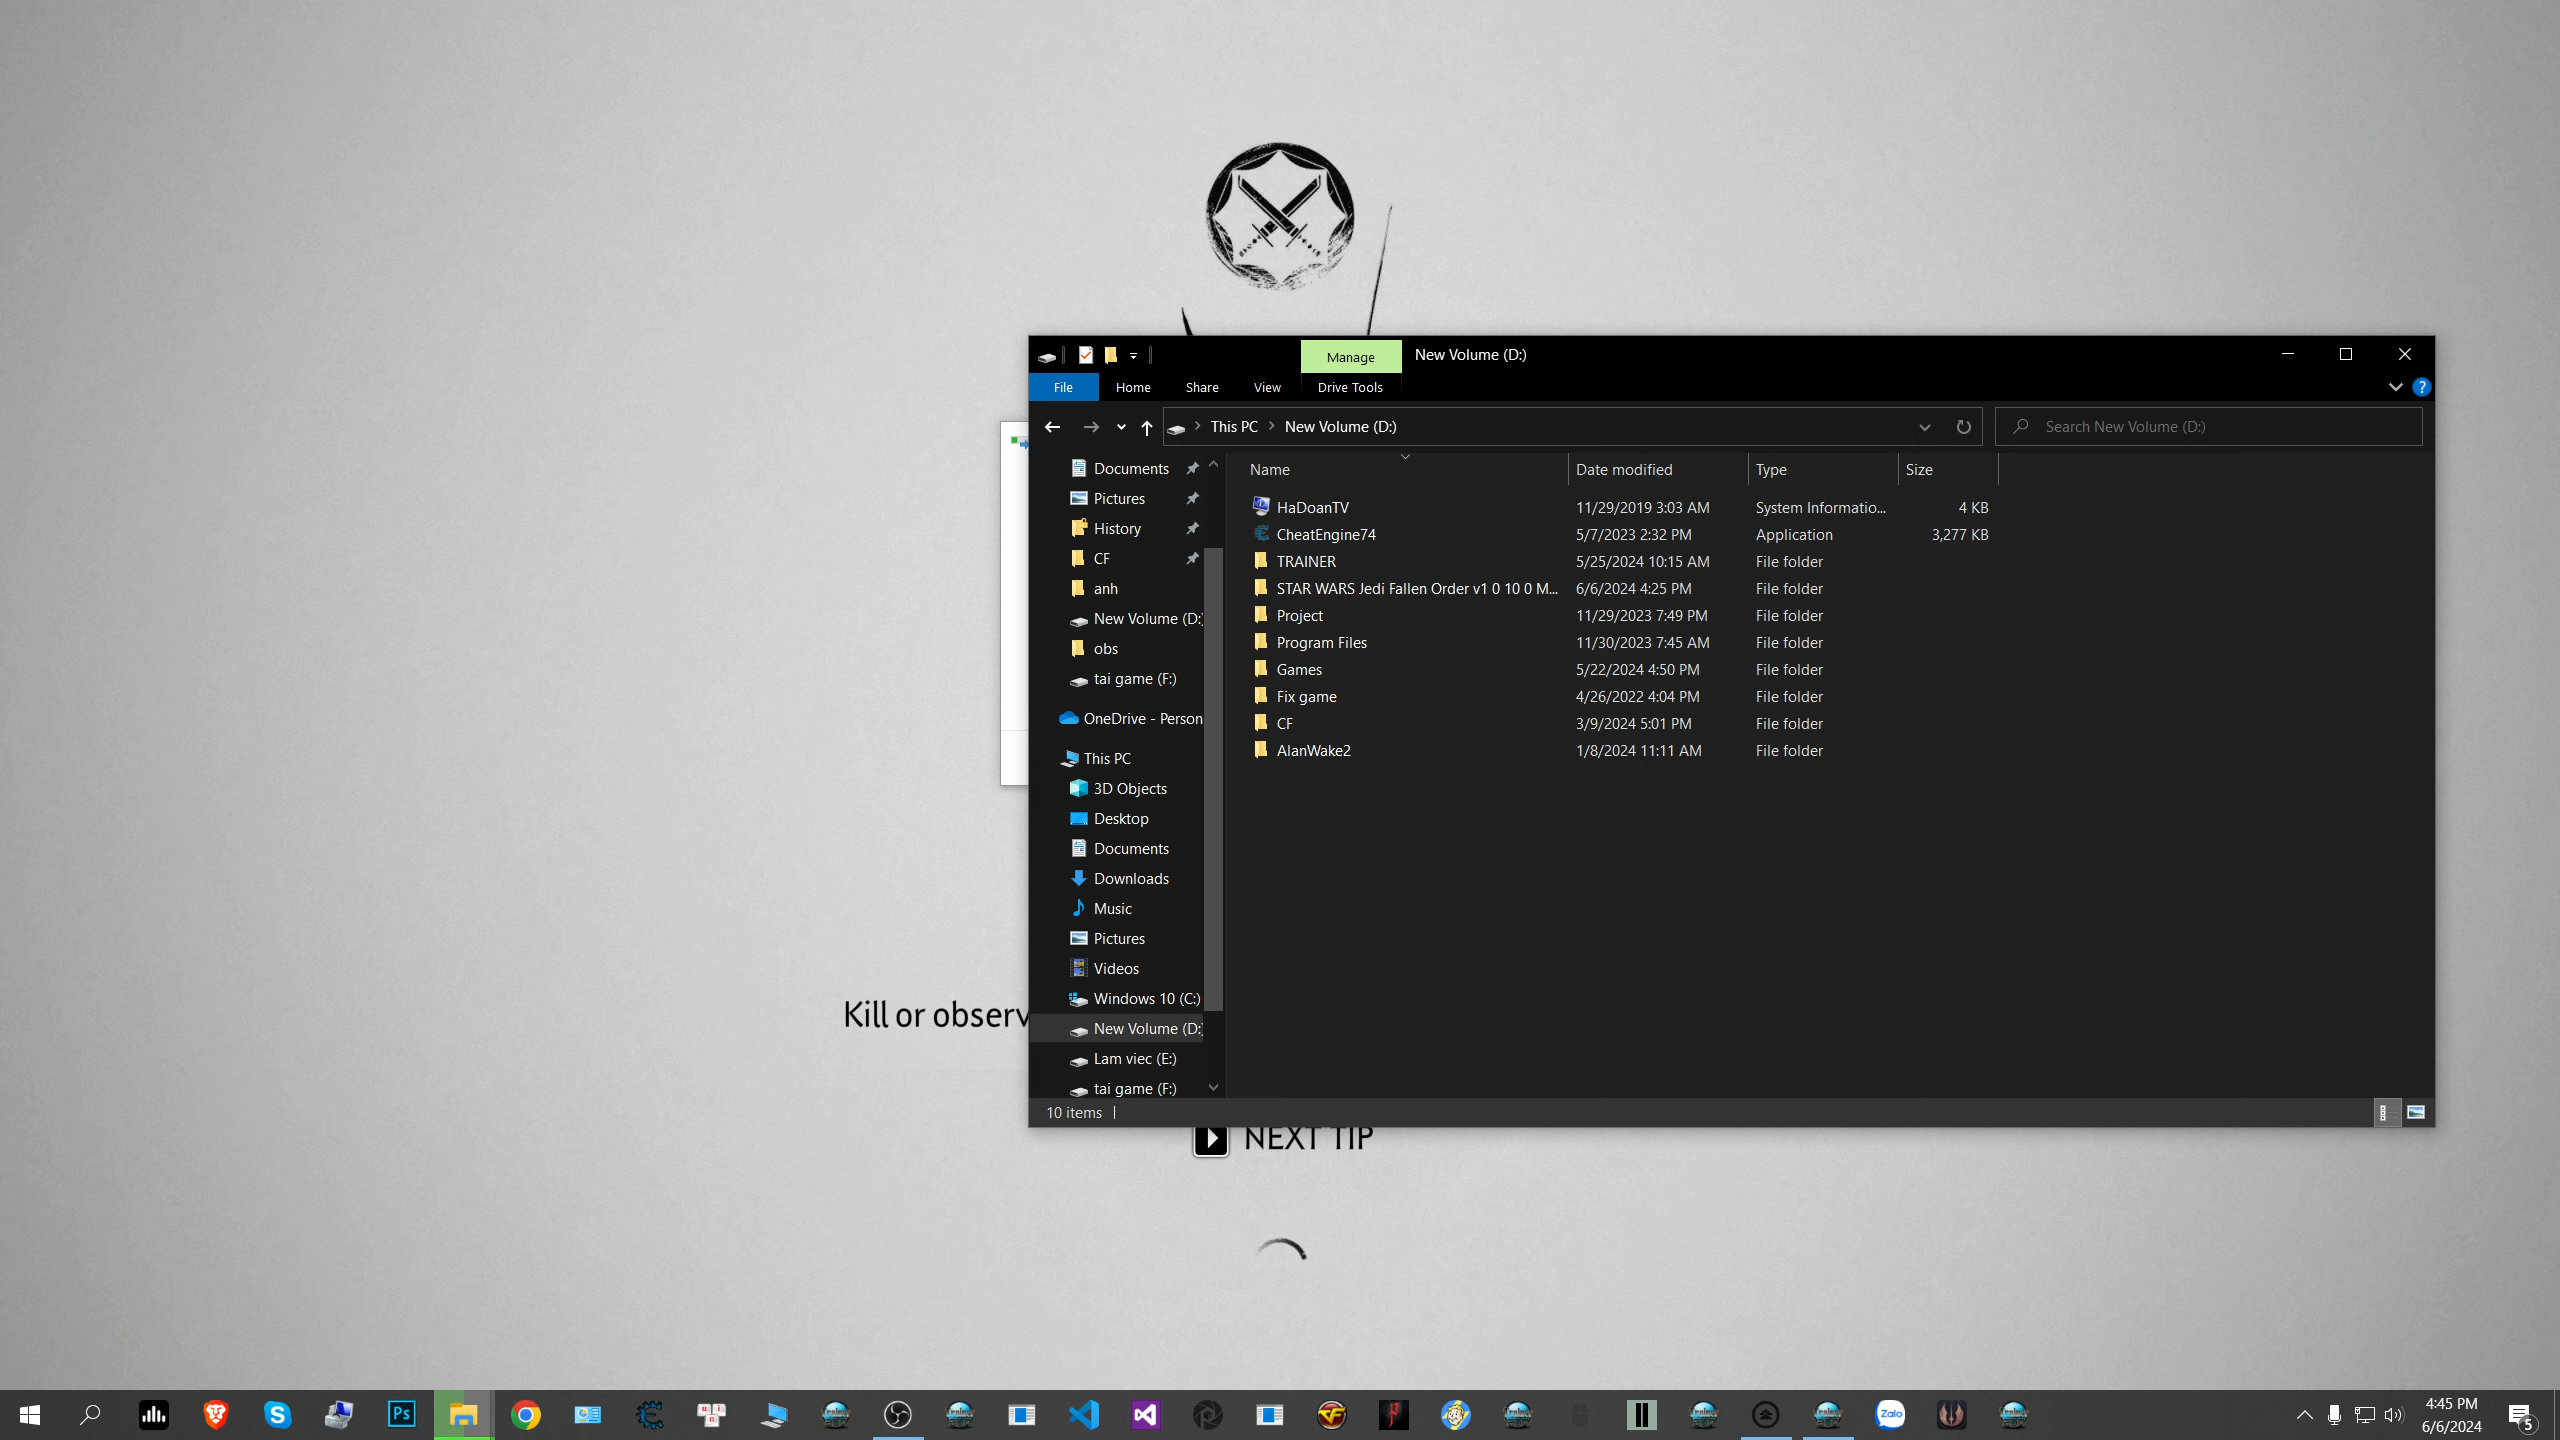 Manage
New Volume (D:)
File
Home
Share
View
Drive Tools
This PC
New Volume (D:)
Search New Volume (D:)
Documents
Pictures
History
CF
anh
New Volume (D:)
obs
tai game (F:)
OneDrive - Person
This PC
3D Objects
Desktop
Documents
Downloads
Music
Pictures
Videos
Windows 10 (C:)
New Volume (D:)
Lam viec (E:)
tai game (F:)
Name Date modified Type Size
HaDoanTV 11/29/2019 3:03 AM System Informatio... 4 KB
CheatEngine74 5/7/2023 2:32 PM Application 3,277 KB
TRAINER 5/25/2024 10:15 AM File folder
STAR WARS Jedi Fallen Order v1 0 10 0 M... 6/6/2024 4:25 PM File folder
Project 11/29/2023 7:49 PM File folder
Program Files 11/30/2023 7:45 AM File folder
Games 5/22/2024 4:50 PM File folder
Fix game 4/26/2022 4:04 PM File folder
CF 3/9/2024 5:01 PM File folder
AlanWake2 1/8/2024 11:11 AM File folder
10 items
Kill or observ
NEXT TIP
Ps
Zalo
4:45 PM
6/6/2024
5